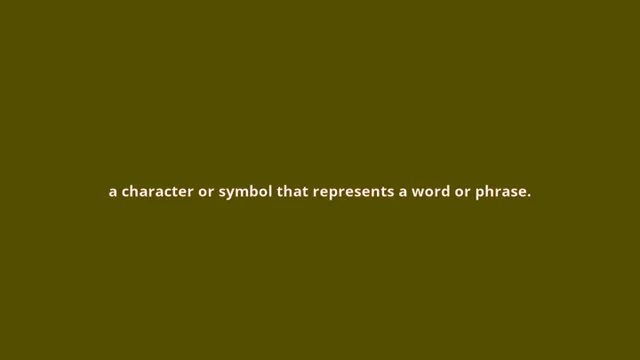 a character or symbol that represents a word or phrase.